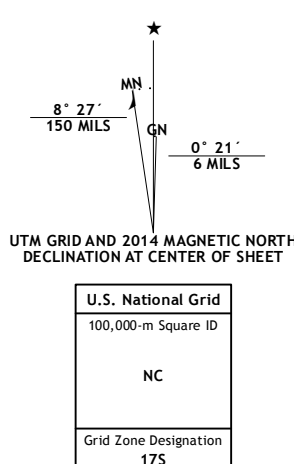 MN
8° 27´
150 MILS
GN
0° 21´
6 MILS
UTM GRID AND 2014 MAGNETIC NORTH
DECLINATION AT CENTER OF SHEET
U.S. National Grid
100,000-m Square ID
NC
Grid Zone Designation
17S